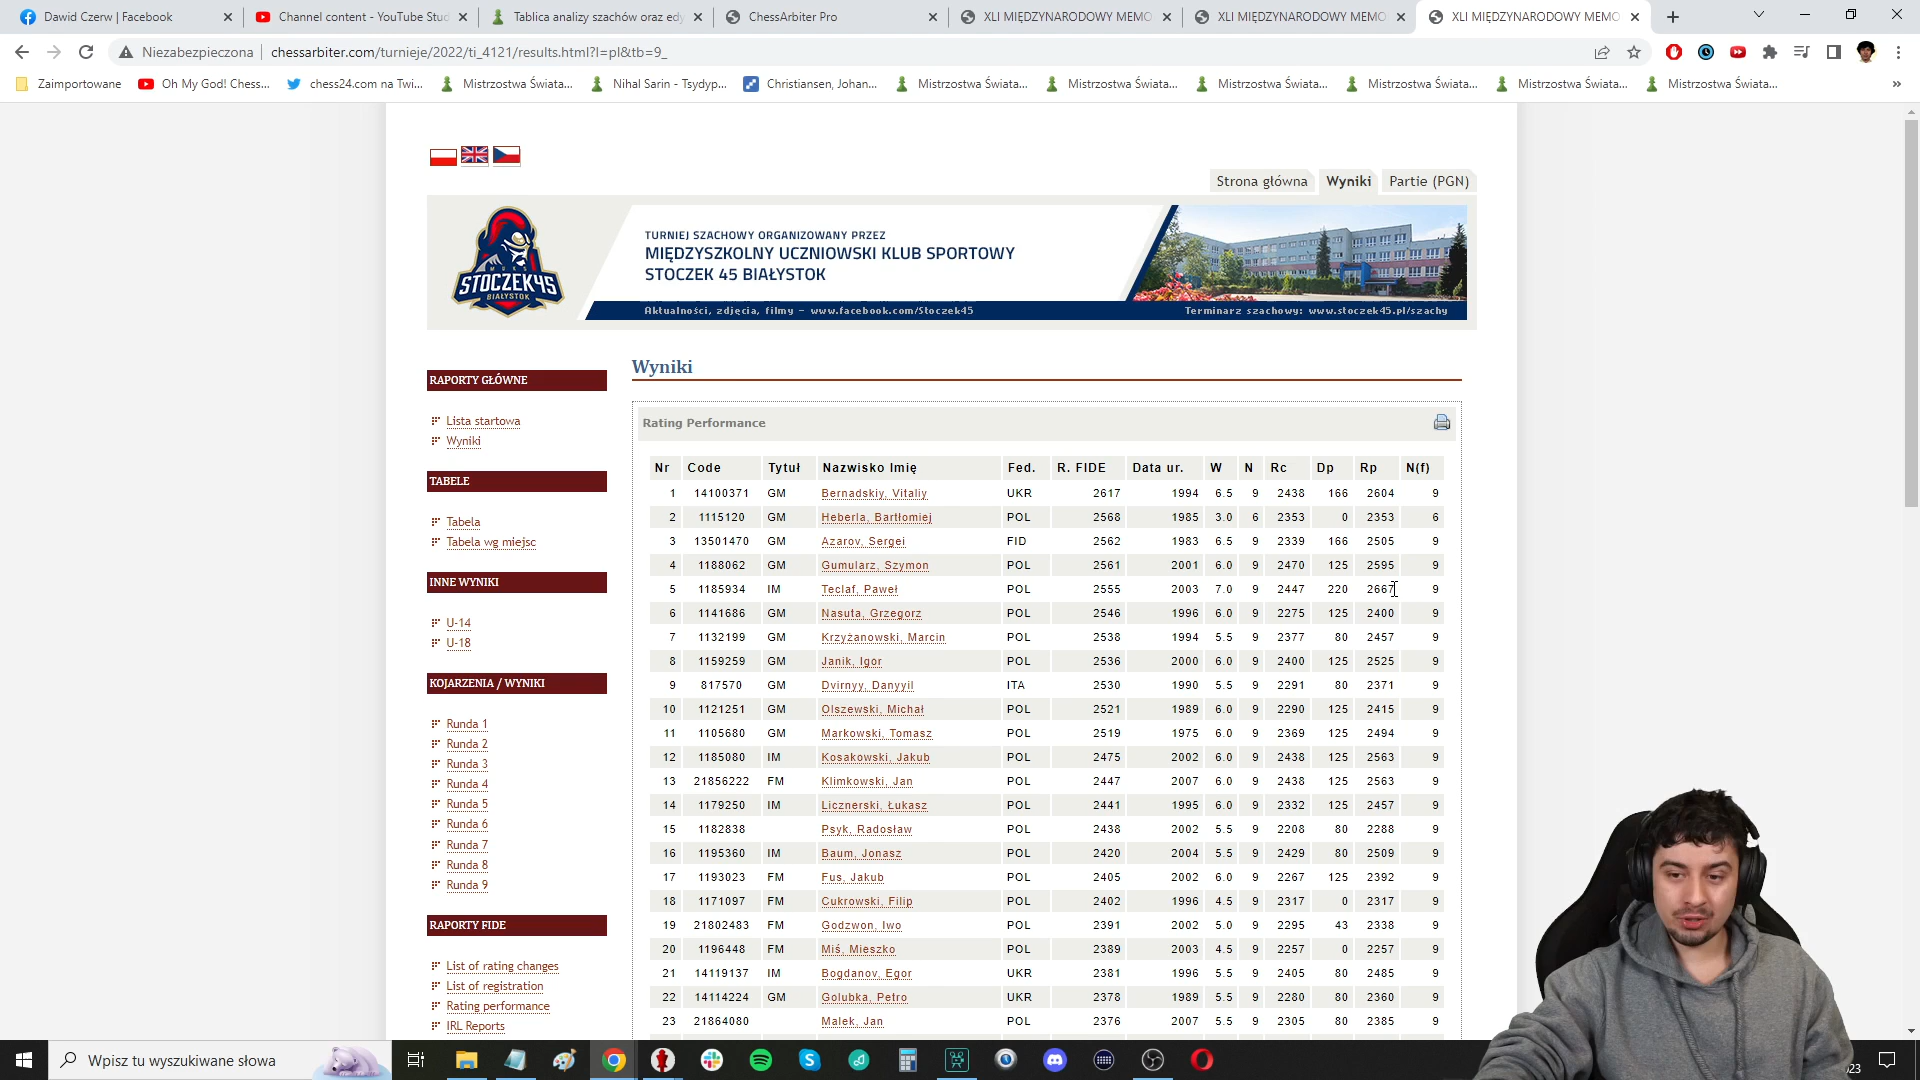 Dawid Czerw | Facebook
Channel content - YouTube Stud
Tablica analizy szachów oraz edy
ChessArbiter Pro
XLI MIĘDZYNARODOWY MEMO
XLI MIĘDZYNARODOWY MEMO
XLI MIĘDZYNARODOWY MEMO
Niezabezpieczona | chessarbiter.com/turnieje/2022/ti_4121/results.html?l=pl&tb=9_
Zaimportowane
Oh My God! Chess...
chess24.com na Twi...
Mistrzostwa Świata...
Nihal Sarin - Tsydyp...
Christiansen, Johan...
Mistrzostwa Świata...
Mistrzostwa Świata...
Mistrzostwa Świata...
Mistrzostwa Świata...
Mistrzostwa Świata...
Mistrzostwa Świata...
Strona główna
Wyniki
Partie (PGN)
MUKS
STOCZEK45
BIAŁYSTOK
TURNIEJ SZACHOWY ORGANIZOWANY PRZEZ
MIĘDZYSZKOLNY UCZNIOWSKI KLUB SPORTOWY
STOCZEK 45 BIAŁYSTOK
Aktualności, zdjęcia, filmy - www.facebook.com/Stoczek45
Terminarz szachowy: www.stoczek45.pl/szachy
RAPORTY GŁÓWNE
Lista startowa
Wyniki
TABELE
Tabela
Tabela wg miejsc
INNE WYNIKI
U-14
U-18
KOJARZENIA / WYNIKI
Runda 1
Runda 2
Runda 3
Runda 4
Runda 5
Runda 6
Runda 7
Runda 8
Runda 9
RAPORTY FIDE
List of rating changes
List of registration
Rating performance
IRL Reports
Wyniki
Rating Performance
Nr Code Tytuł Nazwisko Imię Fed. R. FIDE Data ur. W N Rc Dp Rp N(f)
1 14100371 GM Bernadskiy, Vitaliy UKR 2617 1994 6.5 9 2438 166 2604 9
2 1115120 GM Heberla, Bartłomiej POL 2568 1985 3.0 6 2353 0 2353 6
3 13501470 GM Azarov, Sergei FID 2562 1983 6.5 9 2339 166 2505 9
4 1188062 GM Gumularz, Szymon POL 2561 2001 6.0 9 2470 125 2595 9
5 1185934 IM Teclaf, Paweł POL 2555 2003 7.0 9 2447 220 2667 9
6 1141686 GM Nasuta, Grzegorz POL 2546 1996 6.0 9 2275 125 2400 9
7 1132199 GM Krzyżanowski, Marcin POL 2538 1994 5.5 9 2377 80 2457 9
8 1159259 GM Janik, Igor POL 2536 2000 6.0 9 2400 125 2525 9
9 817570 GM Dvirnyy, Danyyil ITA 2530 1990 5.5 9 2291 80 2371 9
10 1121251 GM Olszewski, Michał POL 2521 1989 6.0 9 2290 125 2415 9
11 1105680 GM Markowski, Tomasz POL 2519 1975 6.0 9 2369 125 2494 9
12 1185080 IM Kosakowski, Jakub POL 2475 2002 6.0 9 2438 125 2563 9
13 21856222 FM Klimkowski, Jan POL 2447 2007 6.0 9 2438 125 2563 9
14 1179250 IM Licznerski, Łukasz POL 2441 1995 6.0 9 2332 125 2457 9
15 1182838 Psyk, Radosław POL 2438 2002 5.5 9 2208 80 2288 9
16 1195360 IM Baum, Jonasz POL 2420 2004 5.5 9 2429 80 2509 9
17 1193023 FM Fus, Jakub POL 2405 2002 6.0 9 2267 125 2392 9
18 1171097 FM Cukrowski, Filip POL 2402 1996 4.5 9 2317 0 2317 9
19 21802483 FM Godzwon, Iwo POL 2391 2002 5.0 9 2295 43 2338 9
20 1196448 FM Miś, Mieszko POL 2389 2003 4.5 9 2257 0 2257 9
21 14119137 IM Bogdanov, Egor UKR 2381 1996 5.5 9 2405 80 2485 9
22 14114224 GM Golubka, Petro UKR 2378 1989 5.5 9 2280 80 2360 9
23 21864080 Malek, Jan POL 2376 2007 5.5 9 2305 80 2385 9
Wpisz tu wyszukiwane słowa
23